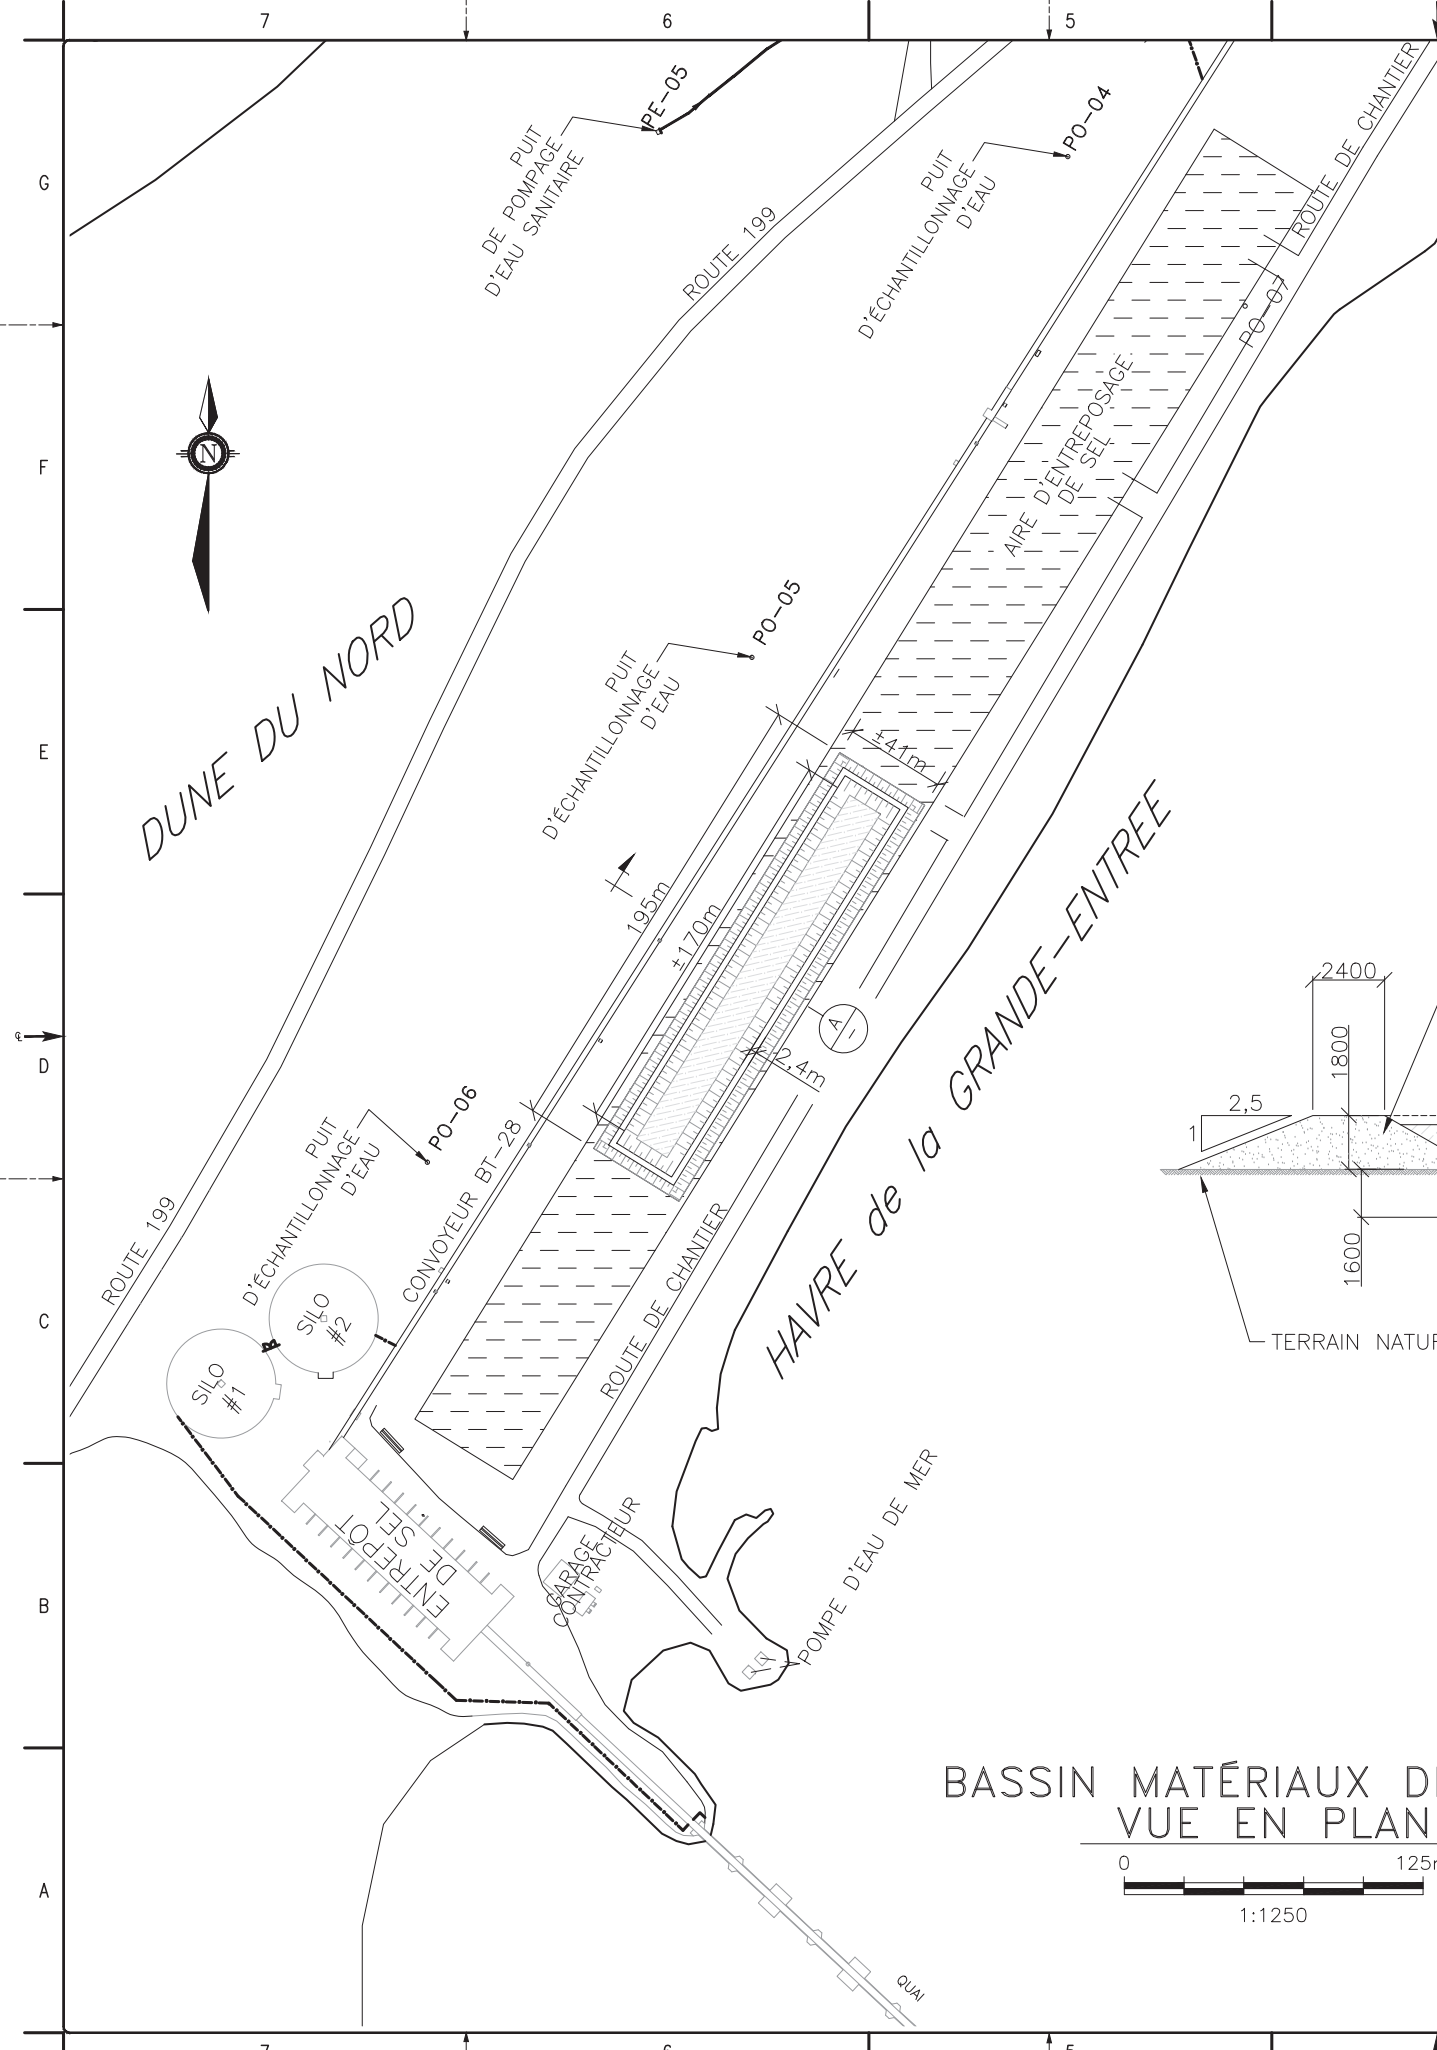 7
6
5
G
F
E
D
C
B
A
PE-05
PUIT
DE POMPAGE
D'EAU SANITAIRE
PO-04
PUIT
D'ÉCHANTILLONNAGE
D'EAU
ROUTE DE CHANTIER
ROUTE 199
PO-07
N
AIRE D'ENTREPOSAGE
DE SEL
DUNE DU NORD
PO-05
PUIT
D'ÉCHANTILLONNAGE
D'EAU
±41m
195m
±170m
A
-
2,4m
HAVRE de la GRANDE-ENTREE
2400
1800
2,5
1
1600
TERRAIN NATUR
PO-06
PUIT
D'ÉCHANTILLONNAGE
D'EAU
CONVOYEUR BT-28
ROUTE 199
ROUTE DE CHANTIER
SILO
#2
SILO
#1
ENTREPÔT
DE SEL
GARAGE
CONTRACTEUR
POMPE D'EAU DE MER
BASSIN MATÉRIAUX D
VUE EN PLAN
0
125
1:1250
QUAI
7
6
5